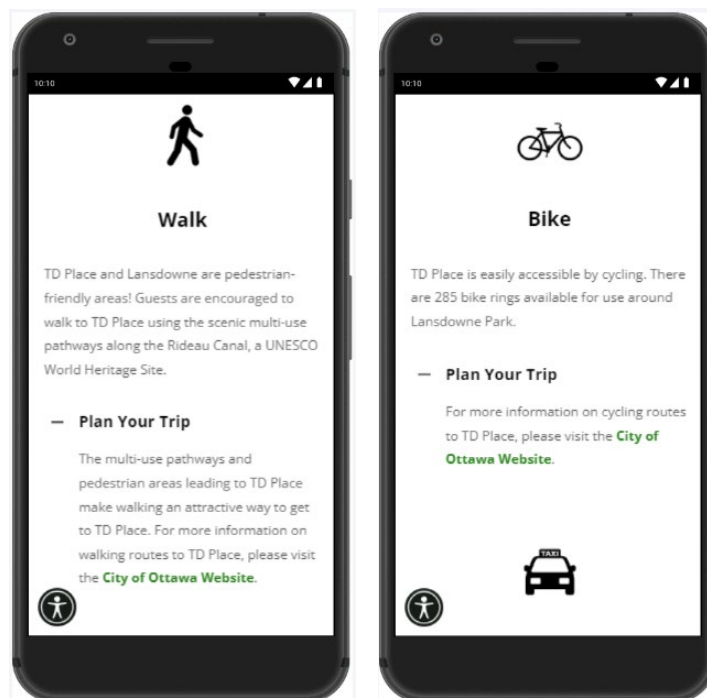 10:10
Walk
TD Place and Lansdowne are pedestrian-
friendly areas! Guests are encouraged to
walk to TD Place using the scenic multi-use
pathways along the Rideau Canal, a UNESCO
World Heritage Site.
Plan Your Trip
The multi-use pathways and
pedestrian areas leading to TD Place
make walking an attractive way to get
to TD Place. For more information on
walking routes to TD Place, please visit
the City of Ottawa Website.
10:10
Bike
TD Place is easily accessible by cycling. There
are 285 bike rings available for use around
Lansdowne Park.
Plan Your Trip
For more information on cycling routes
to TD Place, please visit the City of
Ottawa Website.
TAXI